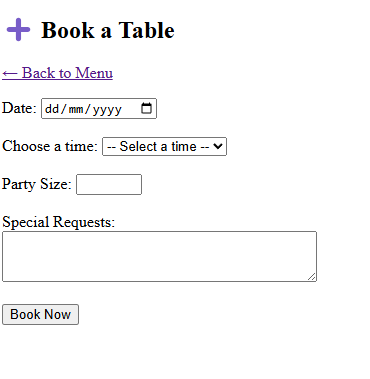 Book a Table
← Back to Menu
Date: dd/mm/yyyy
Choose a time: -- Select a time --
Party Size:
Special Requests:
Book Now